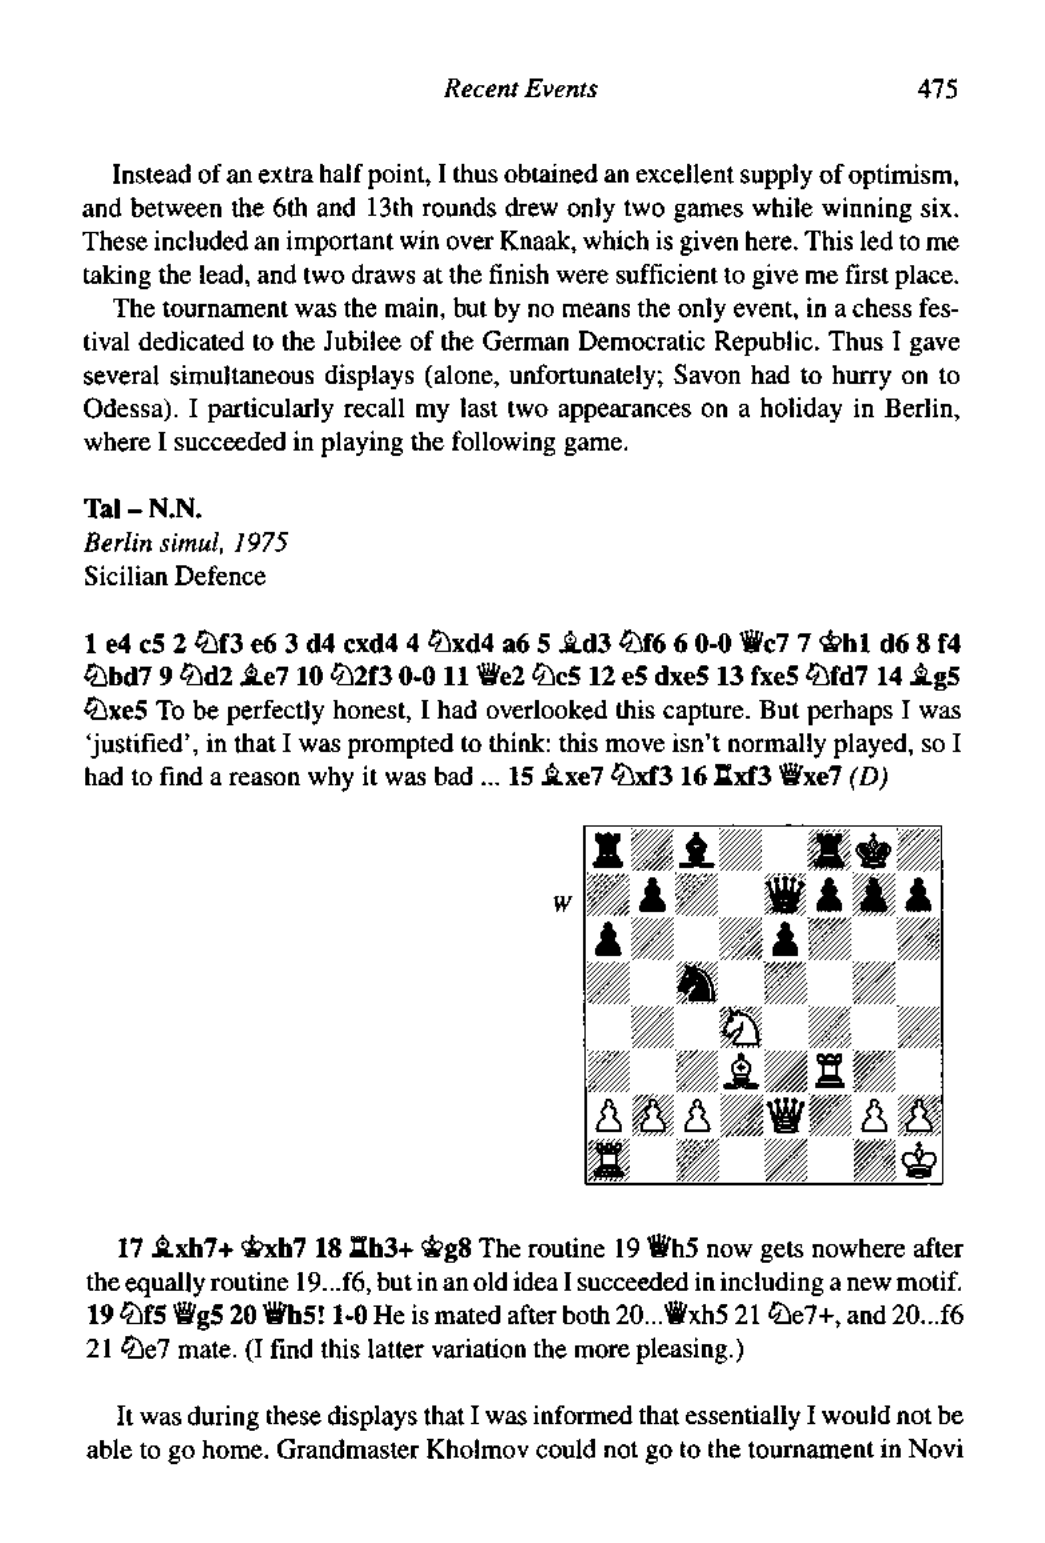 Recent Events 475
Instead of an extra half point, I thus obtained an excellent supply of optimism,
and between the 6th and 13th rounds drew only two games while winning six.
These included an important win over Knaak, which is given here. This led to me
taking the lead, and two draws at the finish were sufficient to give me first place.
The tournament was the main, but by no means the only event, in a chess fes-
tival dedicated to the Jubilee of the German Democratic Republic. Thus I gave
several simultaneous displays (alone, unfortunately; Savon had to hurry on to
Odessa). I particularly recall my last two appearances on a holiday in Berlin,
where I succeeded in playing the following game.
Tal – N.N.
Berlin simul, 1975
Sicilian Defence
1 e4 c5 2 ♘f3 e6 3 d4 cxd4 4 ♘xd4 a6 5 ♗d3 ♘f6 6 0-0 ♕c7 7 ♔h1 d6 8 f4
♘bd7 9 ♘d2 ♗e7 10 ♘2f3 0-0 11 ♕e2 ♘c5 12 e5 dxe5 13 fxe5 ♘fd7 14 ♗g5
♘xe5 To be perfectly honest, I had overlooked this capture. But perhaps I was
‘justified’, in that I was prompted to think: this move isn’t normally played, so I
had to find a reason why it was bad ... 15 ♗xe7 ♘xf3 16 ♖xf3 ♕xe7 (D)
W
17 ♗xh7+ ♔xh7 18 ♖h3+ ♔g8 The routine 19 ♕h5 now gets nowhere after
the equally routine 19...f6, but in an old idea I succeeded in including a new motif.
19 ♘f5 ♕g5 20 ♕h5! 1-0 He is mated after both 20...♕xh5 21 ♘e7+, and 20...f6
21 ♘e7 mate. (I find this latter variation the more pleasing.)
It was during these displays that I was informed that essentially I would not be
able to go home. Grandmaster Kholmov could not go to the tournament in Novi